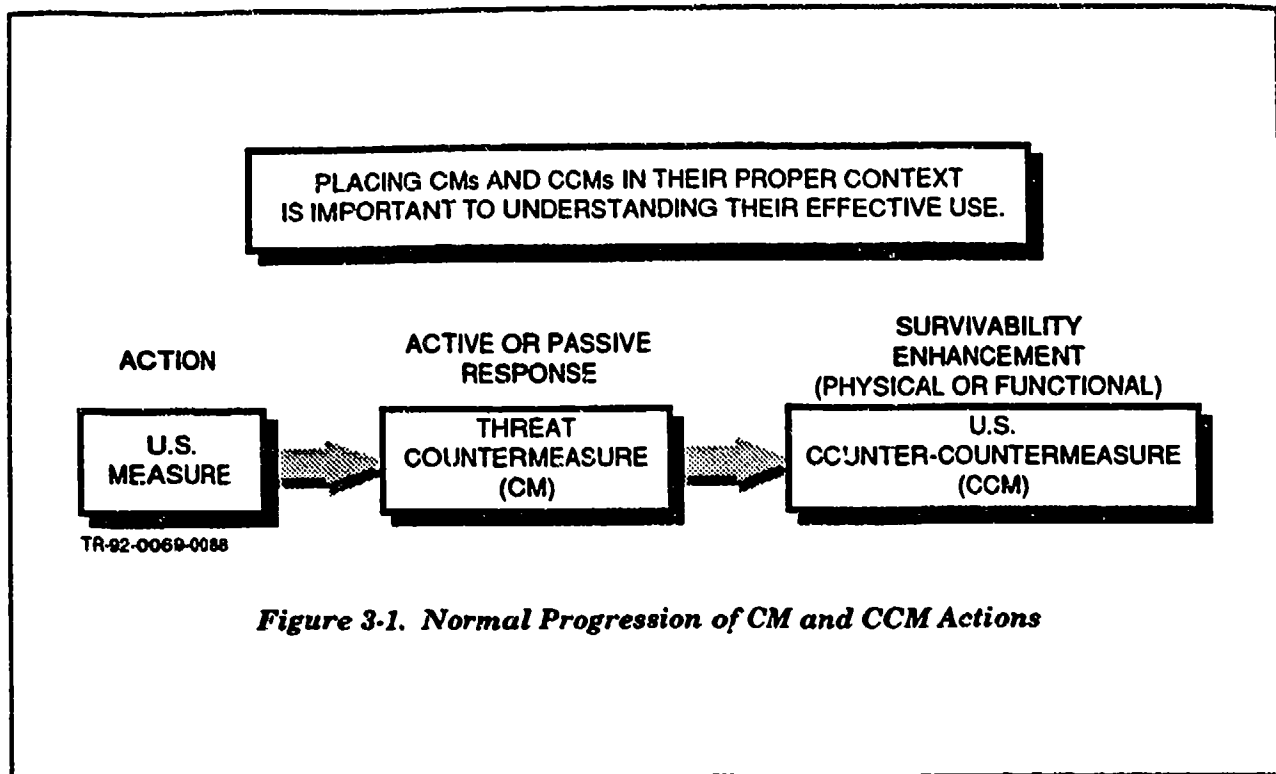 PLACING CMs AND CCMs IN THEIR PROPER CONTEXT
IS IMPORTANT TO UNDERSTANDING THEIR EFFECTIVE USE.
ACTION
U.S.
MEASURE
ACTIVE OR PASSIVE
RESPONSE
THREAT
COUNTERMEASURE
(CM)
SURVIVABILITY
ENHANCEMENT
(PHYSICAL OR FUNCTIONAL)
U.S.
COUNTER-COUNTERMEASURE
(CCM)
TR-92-0069-0088
Figure 3-1. Normal Progression of CM and CCM Actions